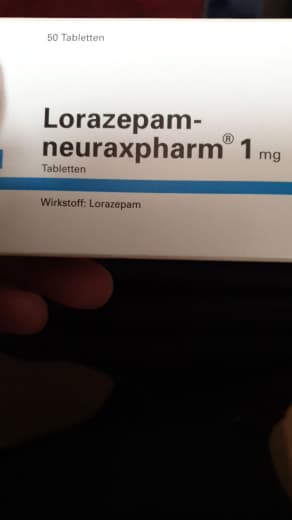 50 Tabletten
Lorazepam-
neuraxpharm® 1 mg
Tabletten
Wirkstoff: Lorazepam